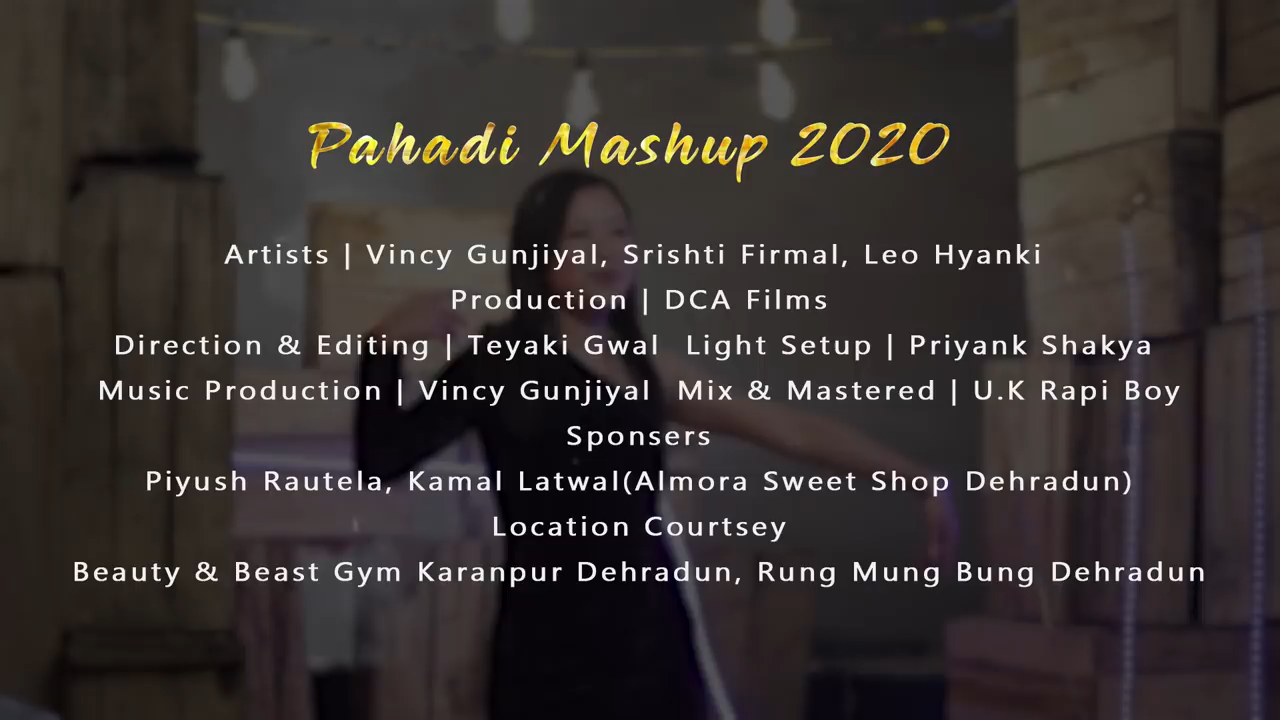 Pahadi Mashup 2020
Artists | Vincy Gunjiyal, Srishti Firmal, Leo Hyanki
Production | DCA Films
Direction & Editing | Teyaki Gwal  Light Setup | Priyank Shakya
Music Production | Vincy Gunjiyal  Mix & Mastered | U.K Rapi Boy
Sponsers
Piyush Rautela, Kamal Latwal(Almora Sweet Shop Dehradun)
Location Courtsey
Beauty & Beast Gym Karanpur Dehradun, Rung Mung Bung Dehradun